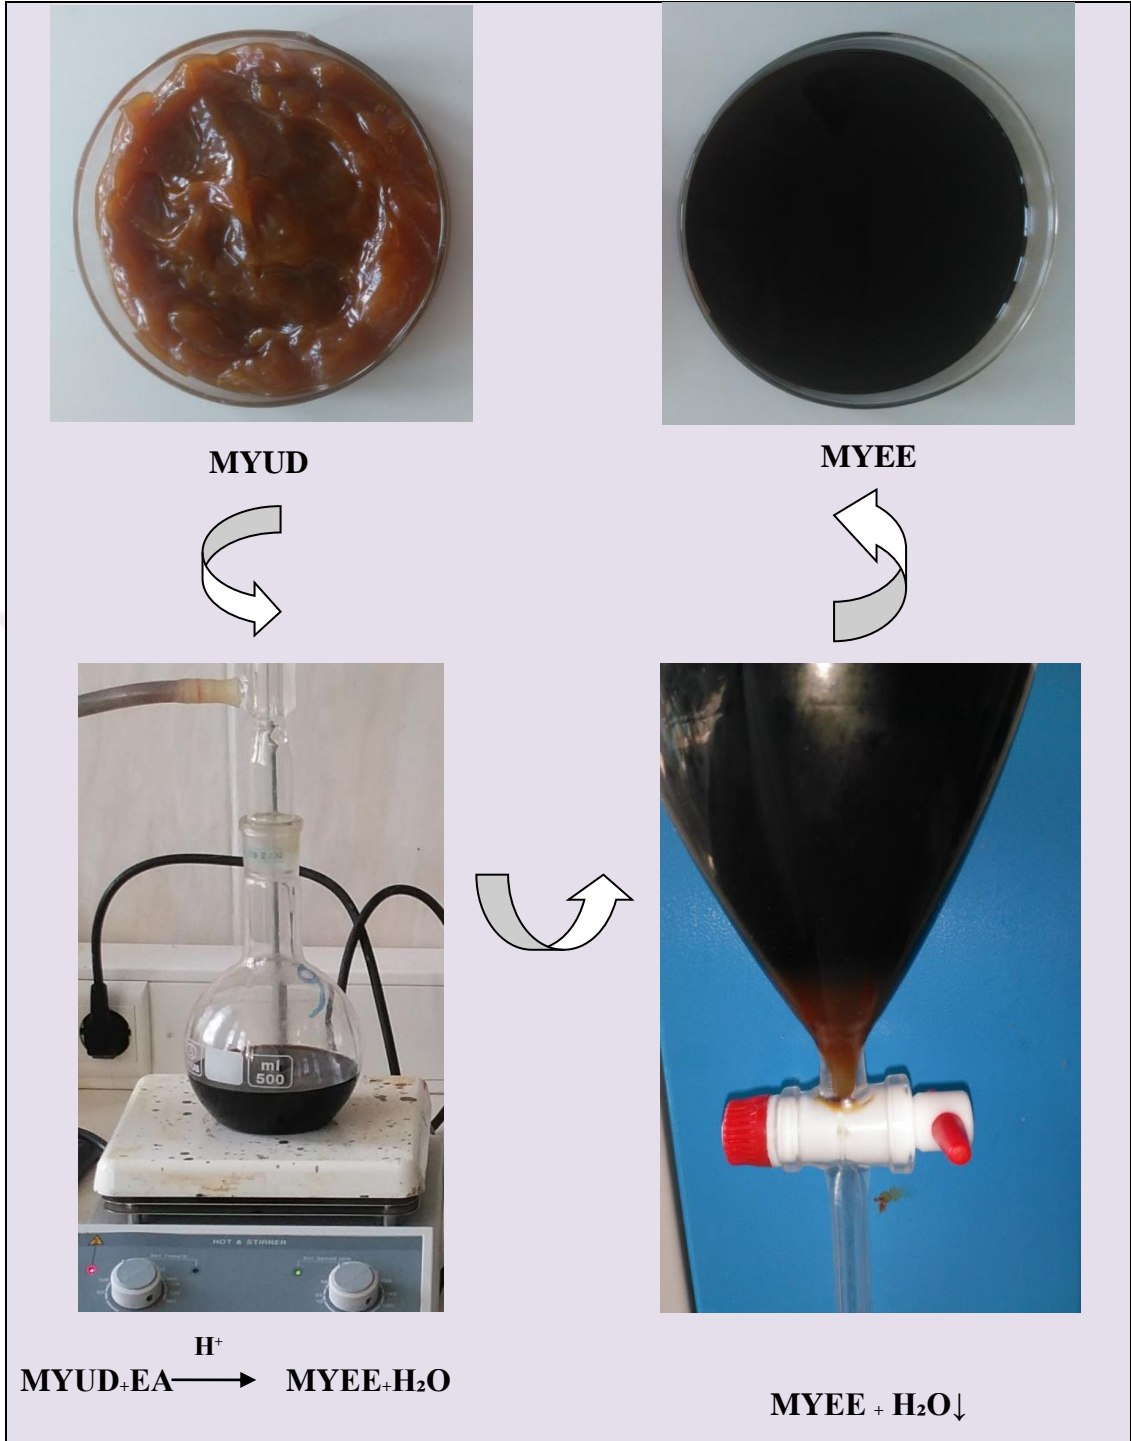 MYUD
MYEE
ml
500
HOT & STIRRER
H⁺
MYUD+EA → MYEE+H₂O
MYEE + H₂O↓